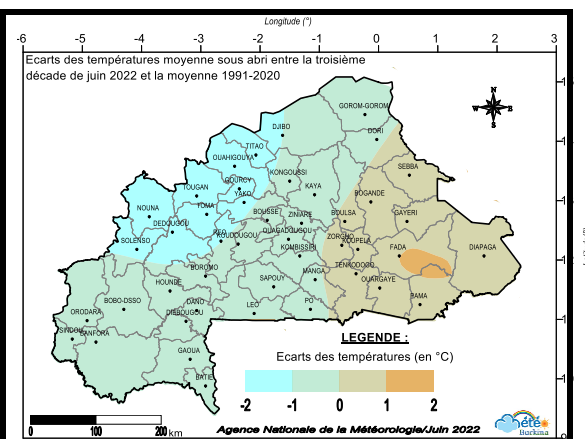 Longitude (°)
-6 -5 -4 -3 -2 -1 0 1 2 3
Ecarts des températures moyenne sous abri entre la troisième
décade de juin 2022 et la moyenne 1991-2020
N
W E
S
GOROM-GOROM
DJIBO
DORI
TITAO
OUAHIGOUYA
SEBBA
KONGOUSSI
GOURCY
TOUGAN
KAYA
YAKO
BOGANDE
TOMA
NOUNA
BOUSSE
ZINIARE
BOULSA
GAYERI
DEDOUGOU
REO
KOUDOUGOU
OUAGADOUGOU
ZORGHO
SOLENSO
KOMBISSIRI
KOUPELA
FADA
DIAPAGA
TENKODOGO
BOROMO
MANGA
HOUNDE
SAPOUY
OUARGAYE
BOBO-DSSO
DANO
LEO
PO
PAMA
ORODARA
DIABDUGOU
SINDOU
BANFORA
GAOUA
BATIE
LEGENDE :
Ecarts des températures (en °C)
-2 -1 0 1 2
0 100 200 km
Agence Nationale de la Météorologie/Juin 2022
été
Burkina